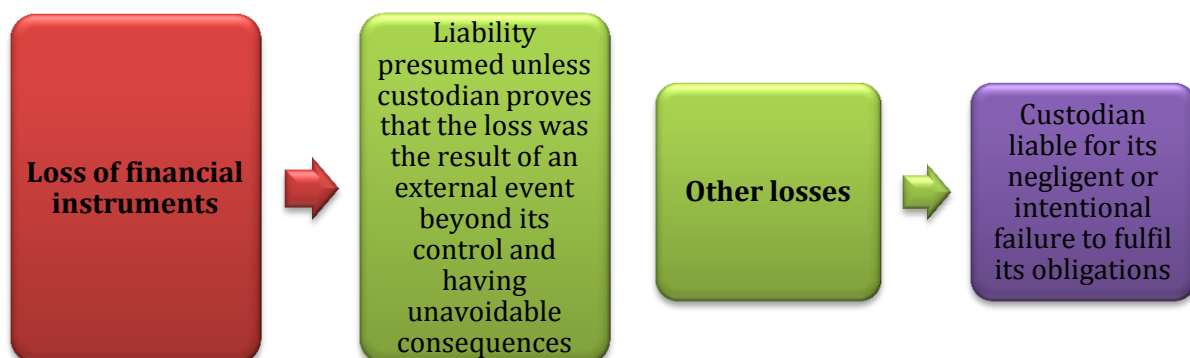 Loss of financial
instruments
Liability
presumed unless
custodian proves
that the loss was
the result of an
external event
beyond its
control and
having
unavoidable
consequences
Other losses
Custodian
liable for its
negligent or
intentional
failure to fulfil
its obligations